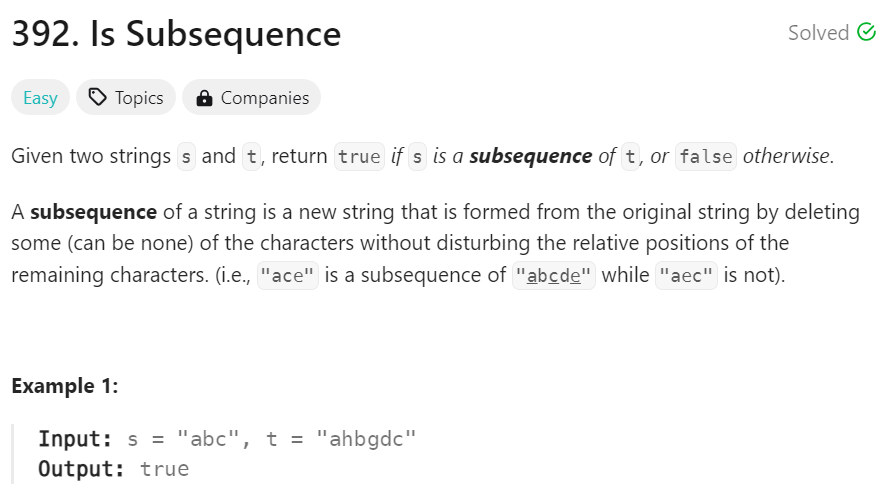 392. Is Subsequence
Solved
Easy Topics Companies
Given two strings s and t, return true if s is a subsequence of t, or false otherwise.
A subsequence of a string is a new string that is formed from the original string by deleting
some (can be none) of the characters without disturbing the relative positions of the
remaining characters. (i.e., "ace" is a subsequence of "abcde" while "aec" is not).
Example 1:
Input: s = "abc", t = "ahbgdc"
Output: true